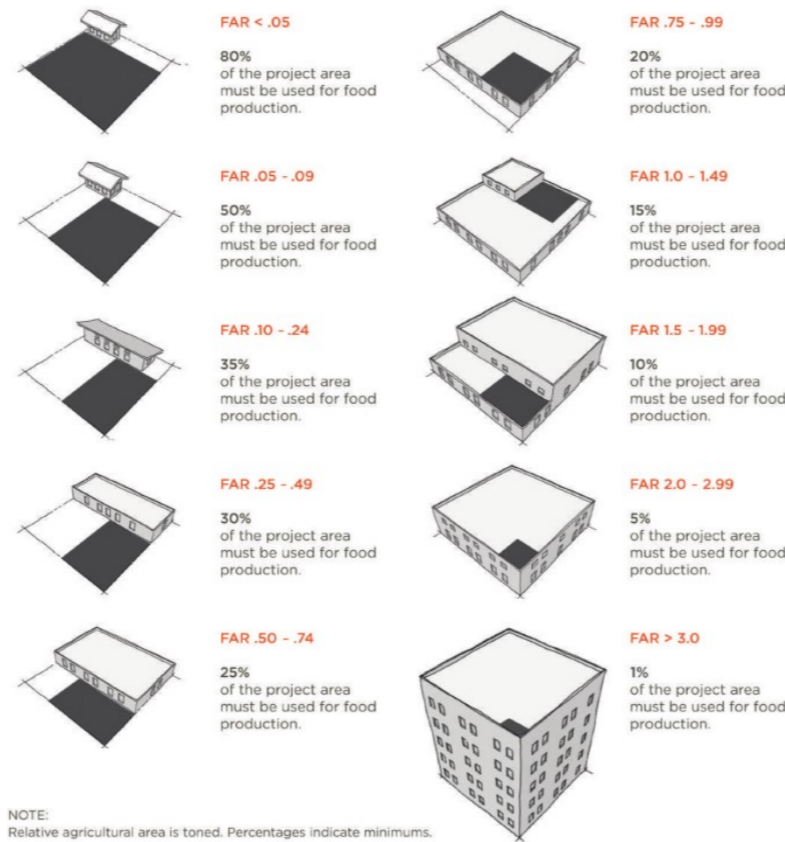 FAR < .05
80%
of the project area
must be used for food
production.
FAR .05 - .09
50%
of the project area
must be used for food
production.
FAR .10 - .24
35%
of the project area
must be used for food
production.
FAR .25 - .49
30%
of the project area
must be used for food
production.
FAR .50 - .74
25%
of the project area
must be used for food
production.
FAR .75 - .99
20%
of the project area
must be used for food
production.
FAR 1.0 - 1.49
15%
of the project area
must be used for food
production.
FAR 1.5 - 1.99
10%
of the project area
must be used for food
production.
FAR 2.0 - 2.99
5%
of the project area
must be used for food
production.
FAR > 3.0
1%
of the project area
must be used for food
production.
NOTE:
Relative agricultural area is toned. Percentages indicate minimums.